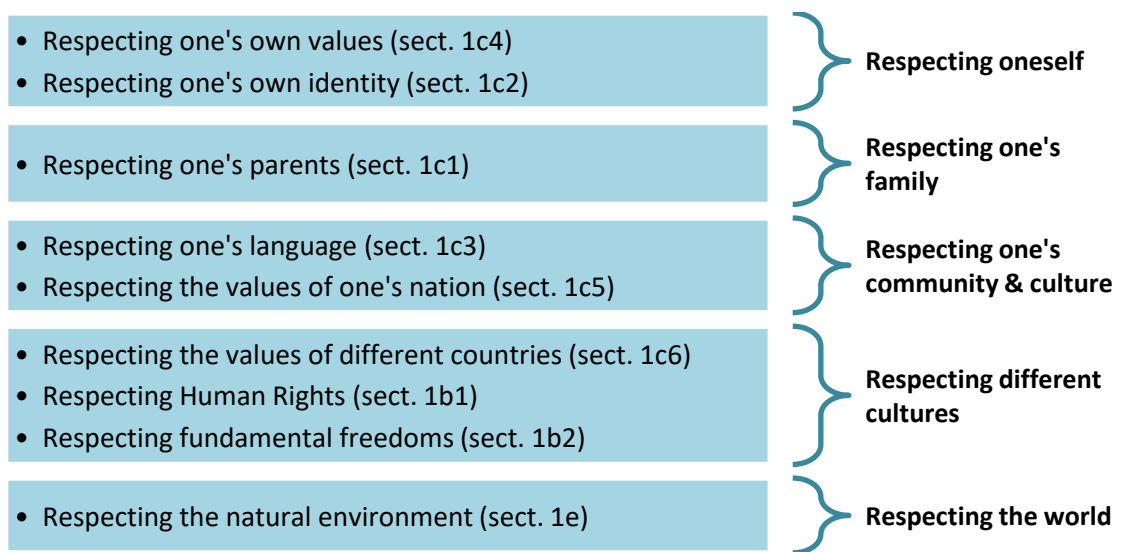 • Respecting one's own values (sect. 1c4)
• Respecting one's own identity (sect. 1c2)
Respecting oneself
• Respecting one's parents (sect. 1c1)
Respecting one's
family
• Respecting one's language (sect. 1c3)
• Respecting the values of one's nation (sect. 1c5)
Respecting one's
community & culture
• Respecting the values of different countries (sect. 1c6)
• Respecting Human Rights (sect. 1b1)
• Respecting fundamental freedoms (sect. 1b2)
Respecting different
cultures
• Respecting the natural environment (sect. 1e)
Respecting the world